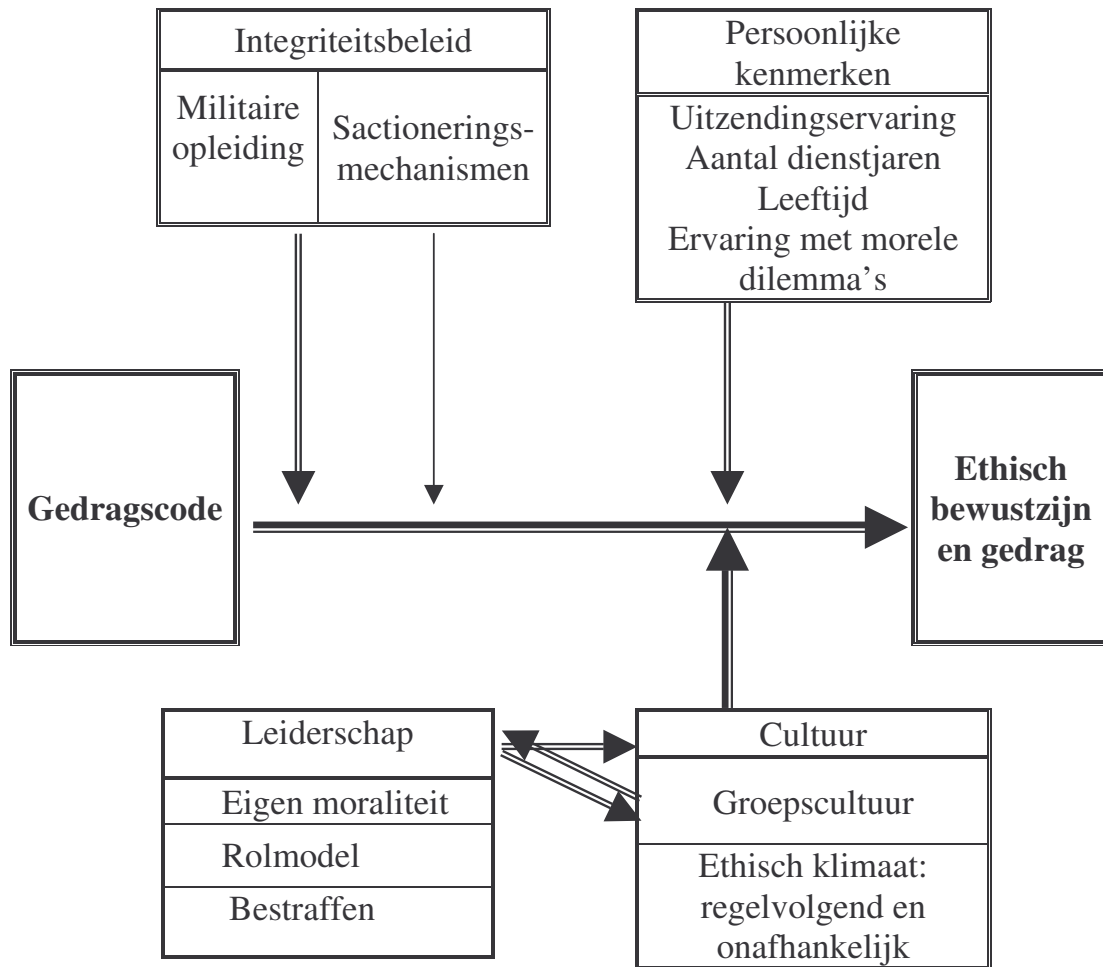 Integriteitsbeleid
Militaire
opleiding
Sactionerings-
mechanismen
Persoonlijke
kenmerken
Uitzendingservaring
Aantal dienstjaren
Leeftijd
Ervaring met morele
dilemma's
Gedragscode
Ethisch
bewustzijn
en gedrag
Leiderschap
Eigen moraliteit
Rolmodel
Bestraffen
Cultuur
Groepscultuur
Ethisch klimaat:
regelvolgend en
onafhankelijk